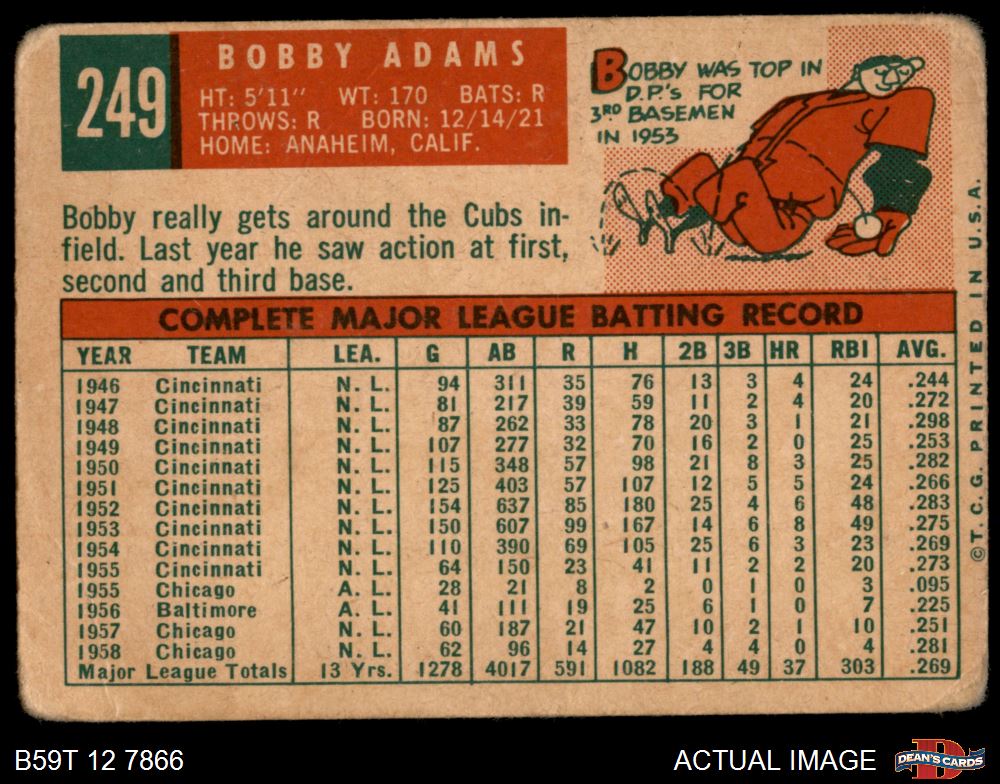 249
BOBBY ADAMS
HT: 5'11" WT: 170 BATS: R
THROWS: R BORN: 12/14/21
HOME: ANAHEIM, CALIF.
BOBBY WAS TOP IN
D.P.'s FOR
3RD BASEMEN
IN 1953
Bobby really gets around the Cubs in-
field. Last year he saw action at first,
second and third base.
COMPLETE MAJOR LEAGUE BATTING RECORD
YEAR TEAM LEA. G AB R H 2B 3B HR RBI AVG.
1946 Cincinnati N. L. 94 311 35 76 13 3 4 24 .244
1947 Cincinnati N. L. 81 217 39 59 11 2 4 20 .272
1948 Cincinnati N. L. 87 262 33 78 20 3 1 21 .298
1949 Cincinnati N. L. 107 277 32 70 16 2 0 25 .253
1950 Cincinnati N. L. 115 348 57 98 21 8 3 25 .282
1951 Cincinnati N. L. 125 403 57 107 12 5 5 24 .266
1952 Cincinnati N. L. 154 637 85 180 25 4 6 48 .283
1953 Cincinnati N. L. 150 607 99 167 14 6 8 49 .275
1954 Cincinnati N. L. 110 390 69 105 25 6 3 23 .269
1955 Cincinnati N. L. 64 150 23 41 11 2 2 20 .273
1955 Chicago A. L. 28 21 8 2 0 1 0 3 .095
1956 Baltimore A. L. 41 111 19 25 6 1 0 7 .225
1957 Chicago N. L. 60 187 21 47 10 2 1 10 .251
1958 Chicago N. L. 62 96 14 27 4 4 0 4 .281
Major League Totals 13 Yrs. 1278 4017 591 1082 188 49 37 303 .269
©T.C.G. PRINTED IN U.S.A.
B59T 12 7866
ACTUAL IMAGE
DEAN'S CARDS